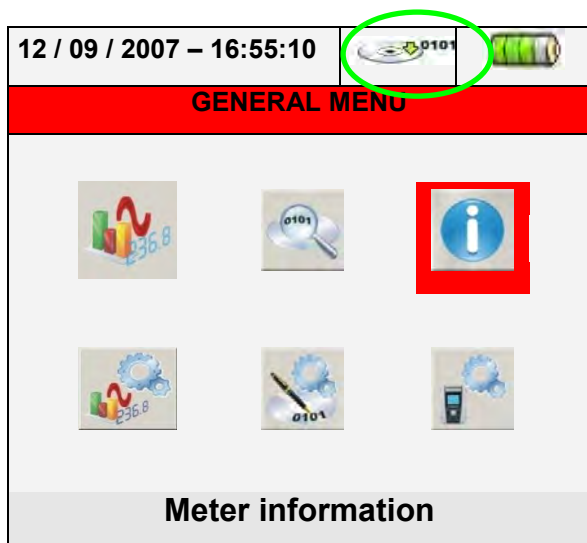 12 / 09 / 2007 – 16:55:10
0101
GENERAL MENU
236.8
0101
236.8
0101
Meter information